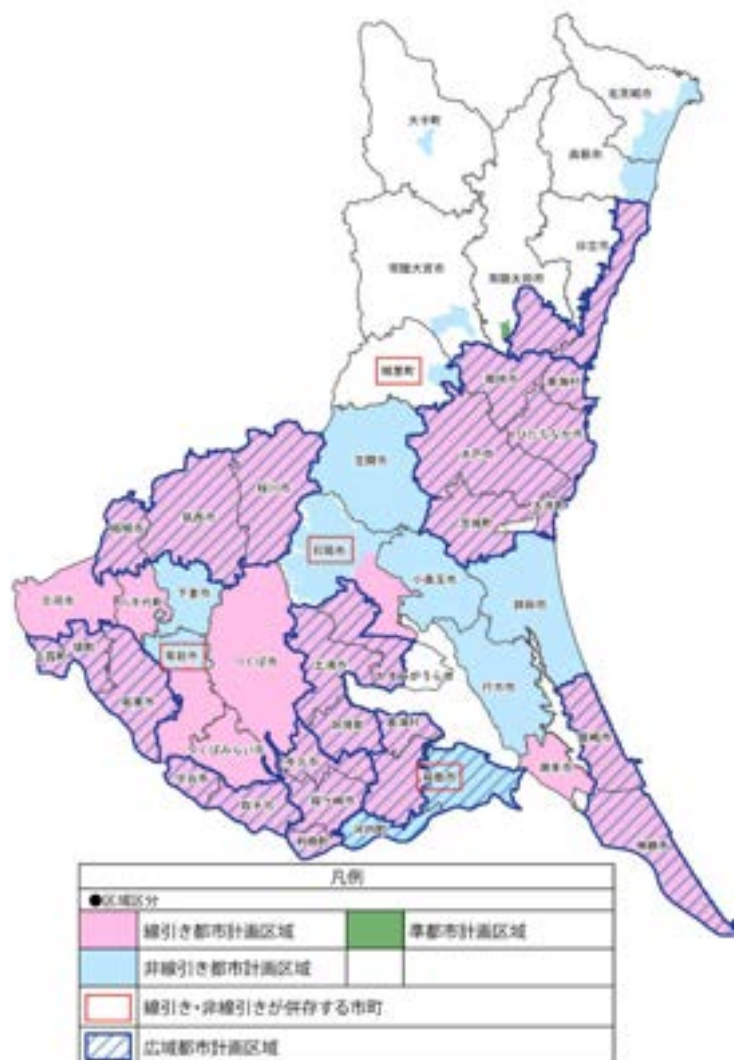 北茨城市
大子町
高萩市
日立市
常陸大宮市
常陸太田市
城里町
那珂市
東海村
ひたちなか市
水戸市
笠間市
大洗町
茨城町
桜川市
筑西市
結城市
石岡市
小美玉市
鉾田市
下妻市
八千代町
古河市
つくば市
常総市
土浦市
かすみがうら市
行方市
五霞町
境町
坂東市
阿見町
美浦村
つくばみらい市
牛久市
鹿嶋市
潮来市
稲敷市
守谷市
取手市
龍ケ崎市
利根町
河内町
神栖市
凡例
●区域区分
線引き都市計画区域
準都市計画区域
非線引き都市計画区域
線引き・非線引きが併存する市町
広域都市計画区域